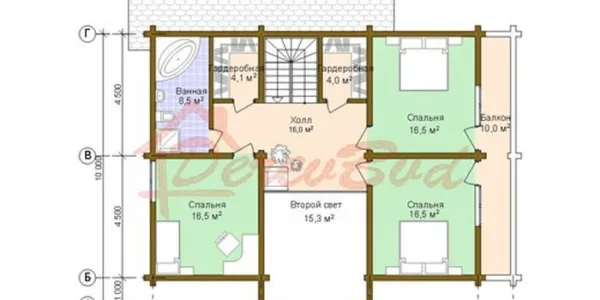 Г
Гардеробная
4,1 м²
Гардеробная
4,0 м²
Ванная
8,5 м²
4 500
Холл
16,0 м²
Спальня
16,5 м²
Балкон
10,0 м²
В
10 000
DerevBud
Спальня
16,5 м²
Второй свет
15,3 м²
Спальня
16,5 м²
4 500
Б
1 000